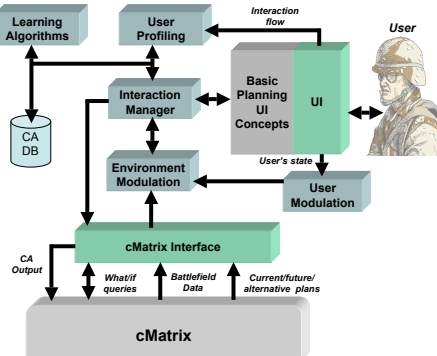 Learning
Algorithms
User
Profiling
Interaction
flow
User
Interaction
Manager
Basic
Planning
UI
Concepts
UI
CA
DB
Environment
Modulation
User's state
User
Modulation
cMatrix Interface
CA
Output
What/if
queries
Battlefield
Data
Current/future/
alternative plans
cMatrix